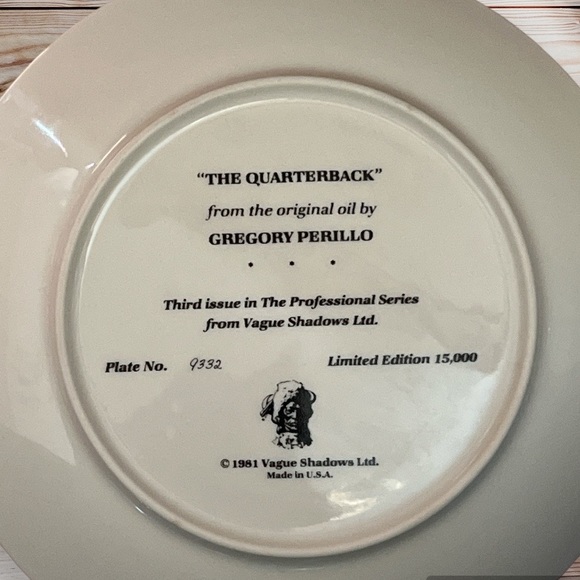 "THE QUARTERBACK"
from the original oil by
GREGORY PERILLO
• • •
Third issue in The Professional Series
from Vague Shadows Ltd.
Plate No. 9332 Limited Edition 15,000
© 1981 Vague Shadows Ltd.
Made in U.S.A.